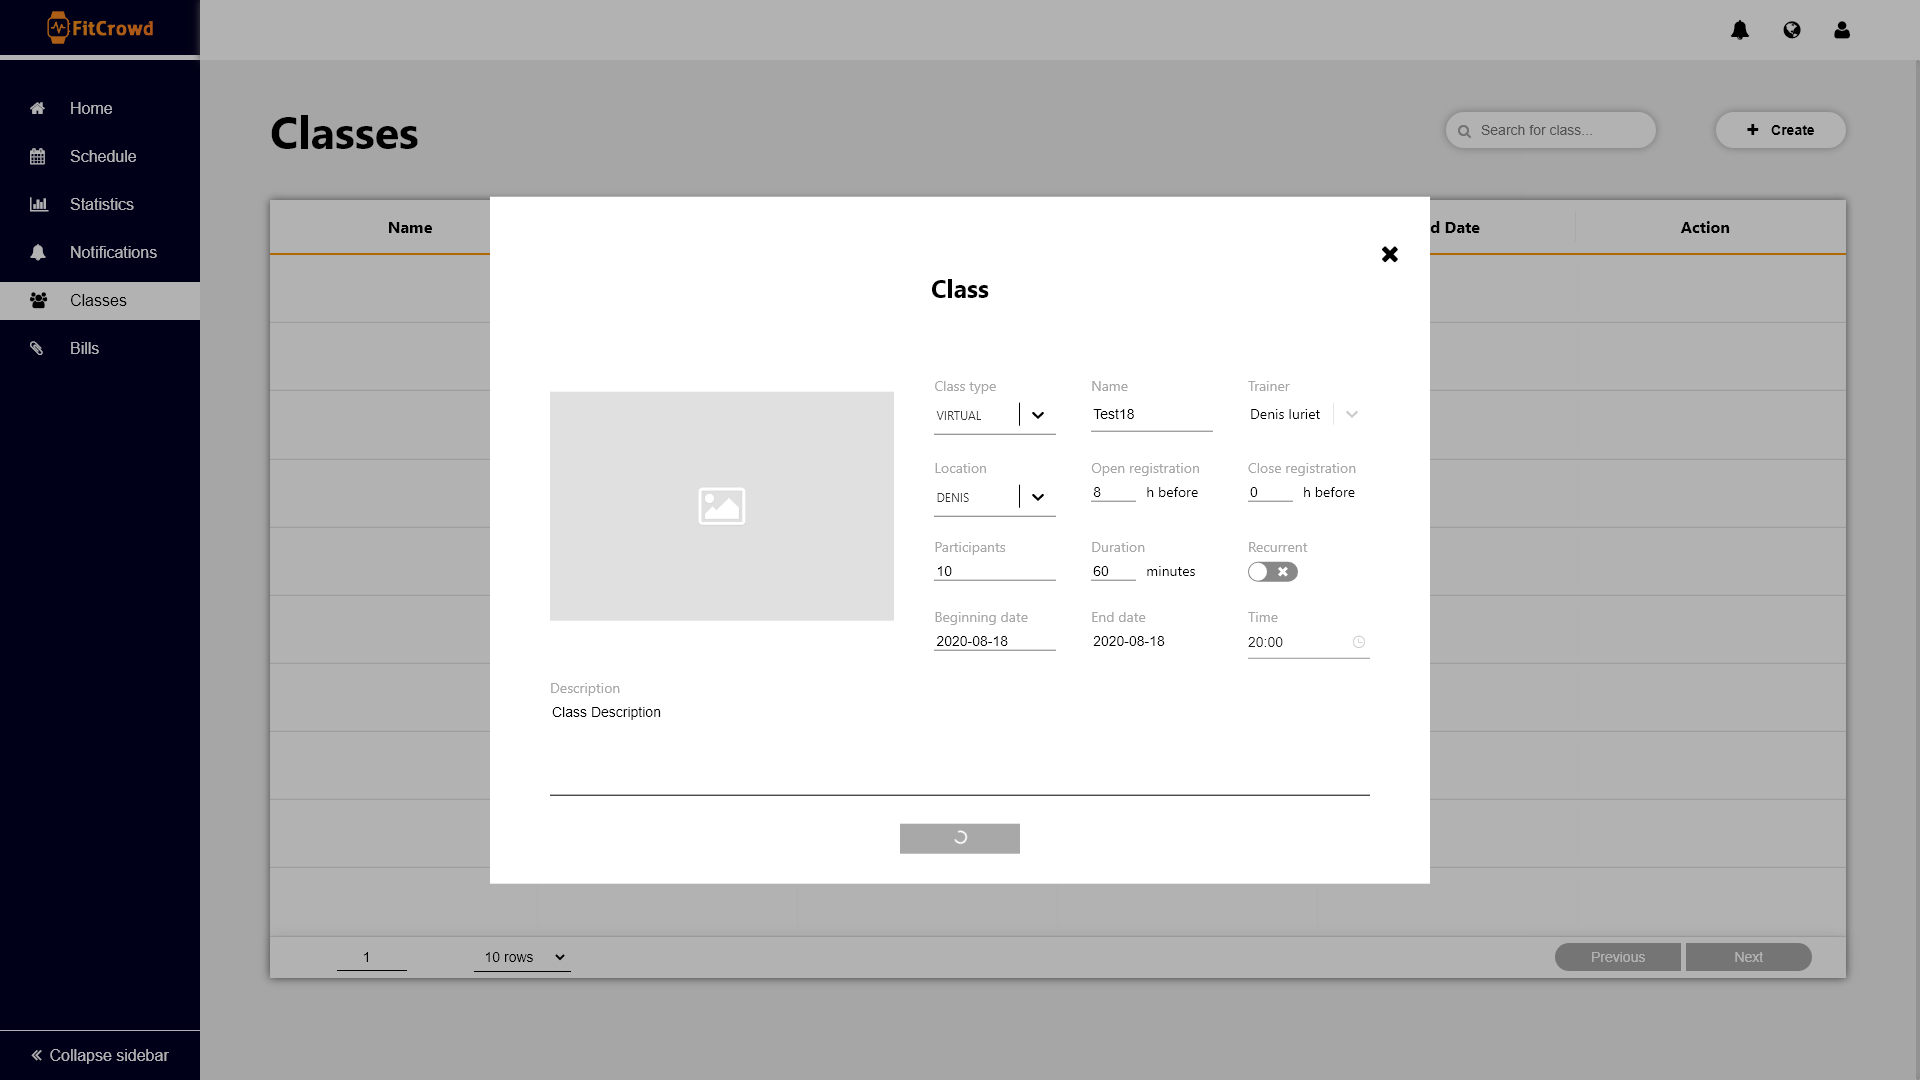 FitCrowd
Home
Schedule
Statistics
Notifications
Classes
Bills
Collapse sidebar
Classes
Search for class...
Create
Name
d Date
Action
Class
Class type
VIRTUAL
Name
Test18
Trainer
Denis Iuriet
Location
DENIS
Open registration
8 h before
Close registration
0 h before
Participants
10
Duration
60 minutes
Recurrent
Beginning date
2020-08-18
End date
2020-08-18
Time
20:00
Description
Class Description
1
10 rows
Previous
Next